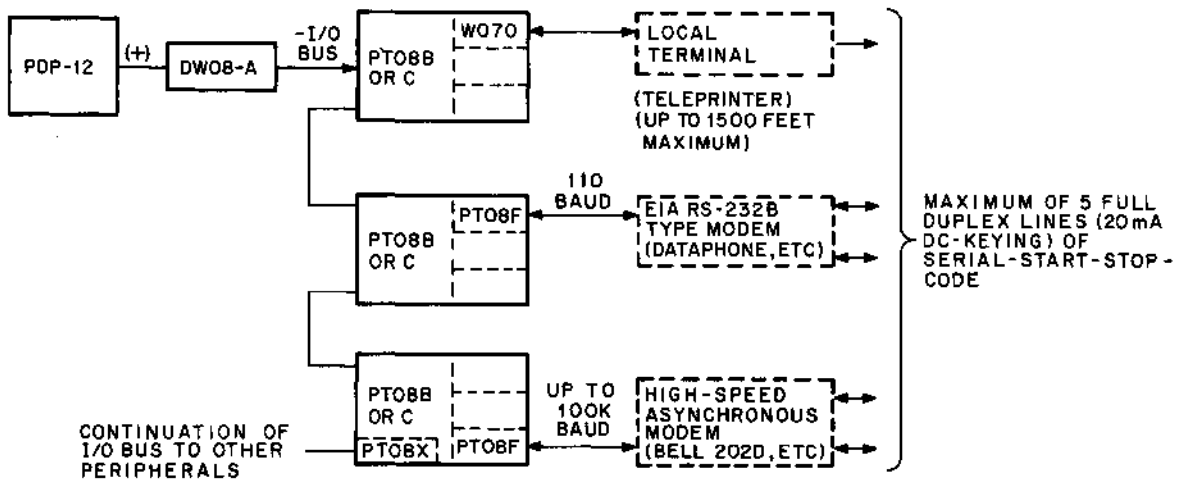 PDP-12
(+)
DW08-A
-I/O
BUS
PT08B
OR C
W070
LOCAL
TERMINAL
(TELEPRINTER)
(UP TO 1500 FEET
MAXIMUM)
PT08B
OR C
PT08F
110
BAUD
EIA RS-232B
TYPE MODEM
(DATAPHONE, ETC)
MAXIMUM OF 5 FULL
DUPLEX LINES (20mA
DC-KEYING) OF
SERIAL-START-STOP-
CODE
PT08B
OR C
PT08X
PT08F
UP TO
100K
BAUD
HIGH-SPEED
ASYNCHRONOUS
MODEM
(BELL 202D, ETC)
CONTINUATION OF
I/O BUS TO OTHER
PERIPHERALS